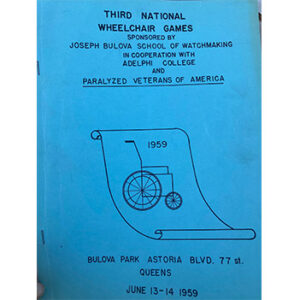 THIRD NATIONAL
WHEELCHAIR GAMES
SPONSORED BY
JOSEPH BULOVA SCHOOL OF WATCHMAKING
IN COOPERATION WITH
ADELPHI COLLEGE
AND
PARALYZED VETERANS OF AMERICA
1959
BULOVA PARK ASTORIA BLVD. 77 st.
QUEENS
JUNE 13-14 1959